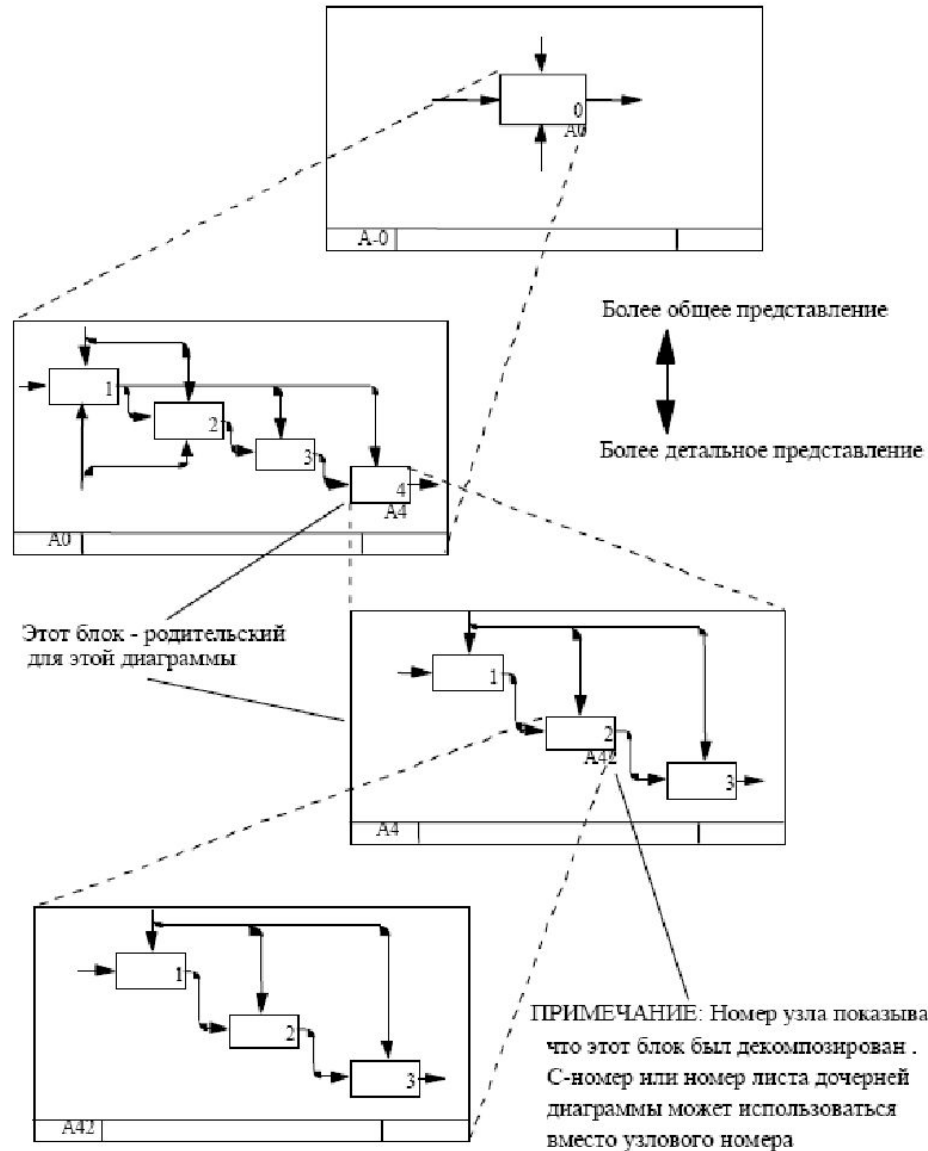 0
A0
A-0
Более общее представление
Более детальное представление
1
2
3
4
A4
A0
Этот блок - родительский
для этой диаграммы
1
2
A42
3
A4
1
2
3
A42
ПРИМЕЧАНИЕ: Номер узла показыва
что этот блок был декомпозирован .
С-номер или номер листа дочерней
диаграммы может использоваться
вместо узлового номера